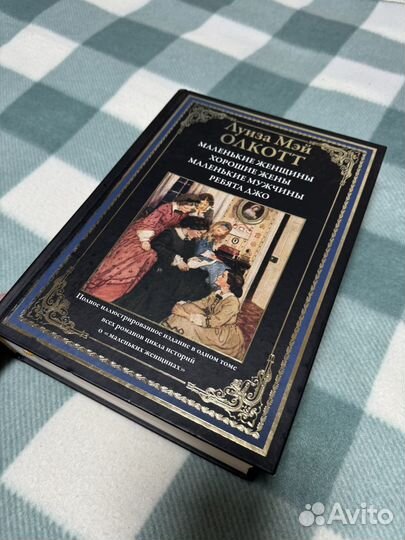 Луиза Мэй
ОЛКОТТ
МАЛЕНЬКИЕ ЖЕНЩИНЫ
ХОРОШИЕ ЖЕНЫ
МАЛЕНЬКИЕ МУЖЧИНЫ
РЕБЯТА ДЖО
Полное иллюстрированное издание в одном томе
всех романов цикла историй
о «маленьких женщинах»
Avito